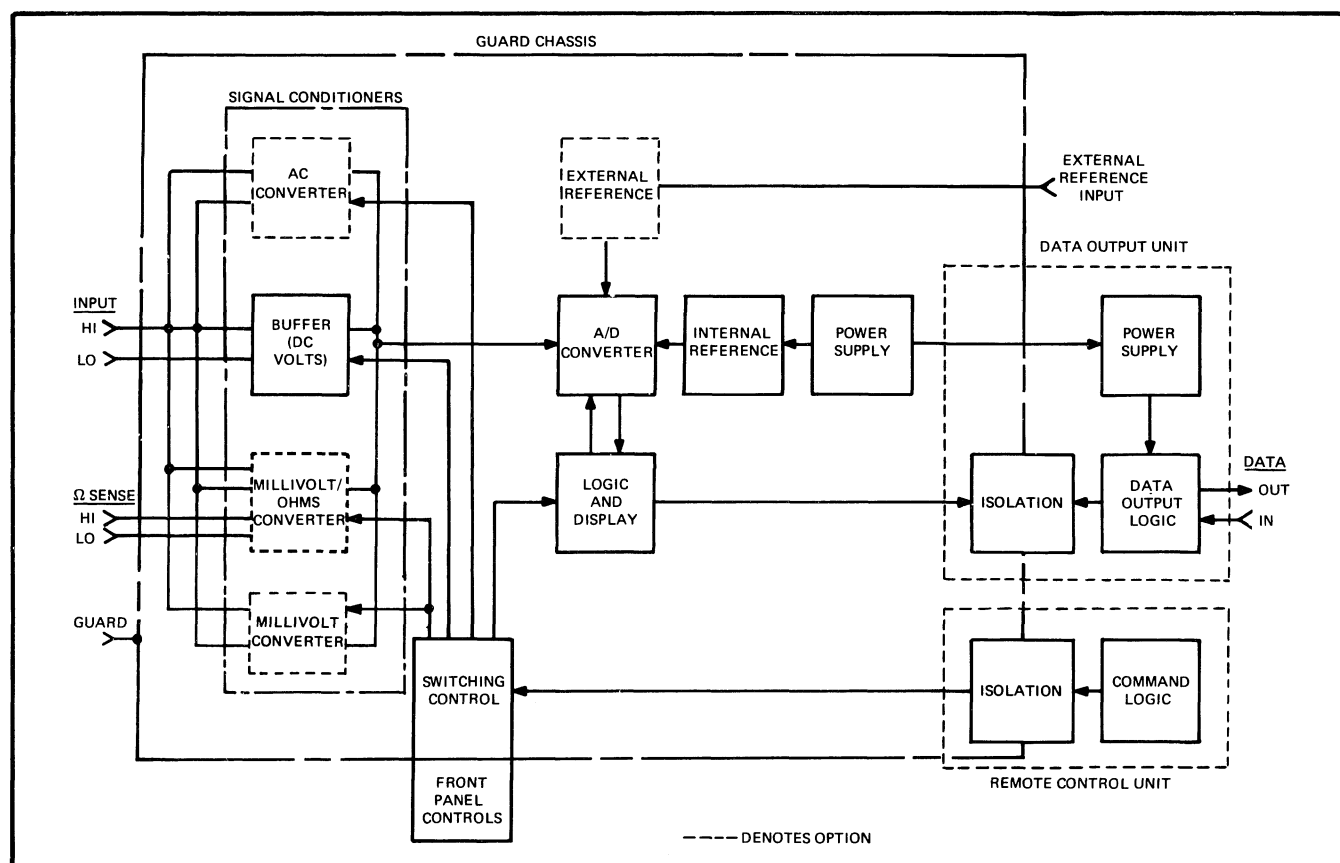 GUARD CHASSIS
SIGNAL CONDITIONERS
AC
CONVERTER
EXTERNAL
REFERENCE
EXTERNAL
REFERENCE
INPUT
DATA OUTPUT UNIT
INPUT
HI
LO
BUFFER
(DC
VOLTS)
A/D
CONVERTER
INTERNAL
REFERENCE
POWER
SUPPLY
POWER
SUPPLY
Ω SENSE
HI
LO
MILLIVOLT/
OHMS
CONVERTER
LOGIC
AND
DISPLAY
ISOLATION
DATA
OUTPUT
LOGIC
DATA
OUT
IN
GUARD
MILLIVOLT
CONVERTER
SWITCHING
CONTROL
ISOLATION
COMMAND
LOGIC
FRONT
PANEL
CONTROLS
REMOTE CONTROL UNIT
----DENOTES OPTION